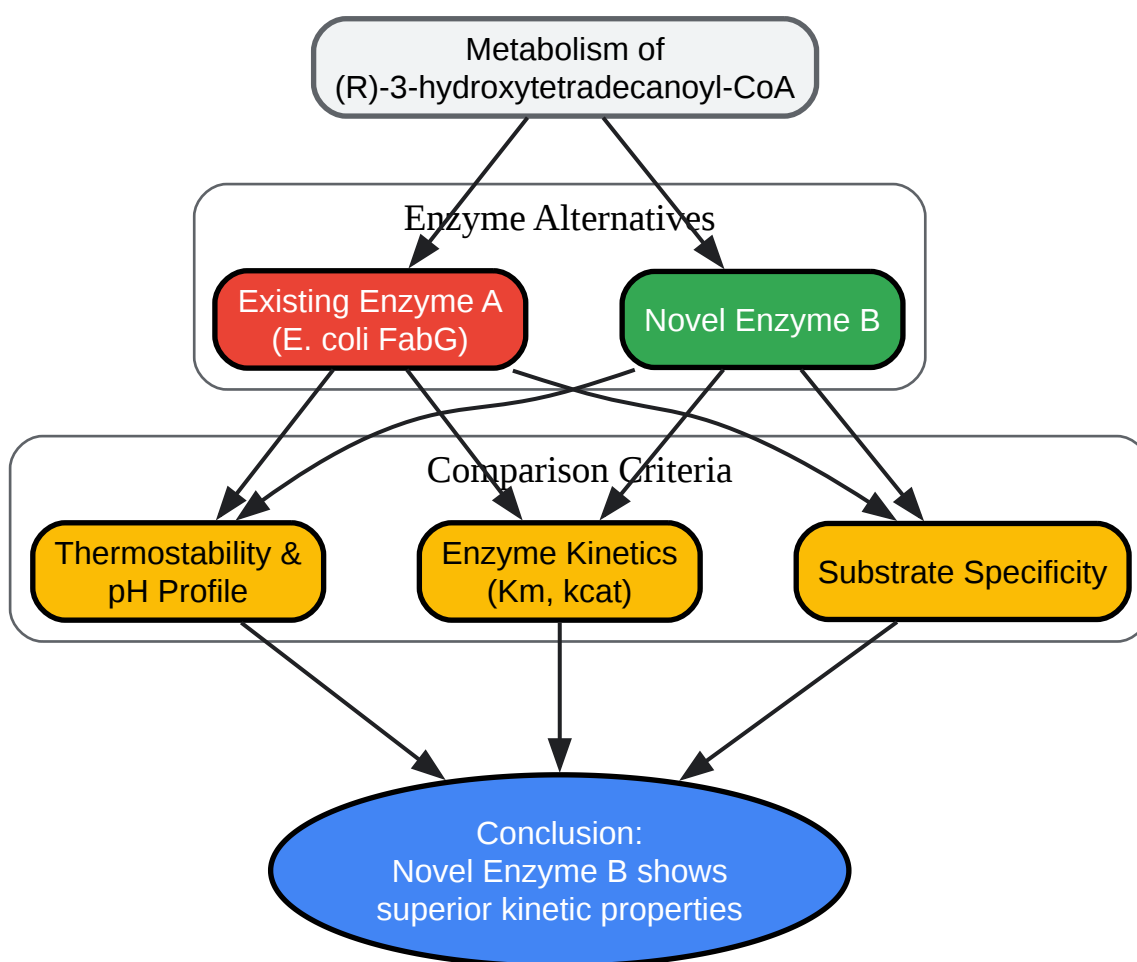 Metabolism of
(R)-3-hydroxytetradecanoyl-CoA
Enzyme Alternatives
Existing Enzyme A
(E. coli FabG)
Novel Enzyme B
Comparison Criteria
Thermostability &
pH Profile
Enzyme Kinetics
(Km, kcat)
Substrate Specificity
Conclusion:
Novel Enzyme B shows
superior kinetic properties